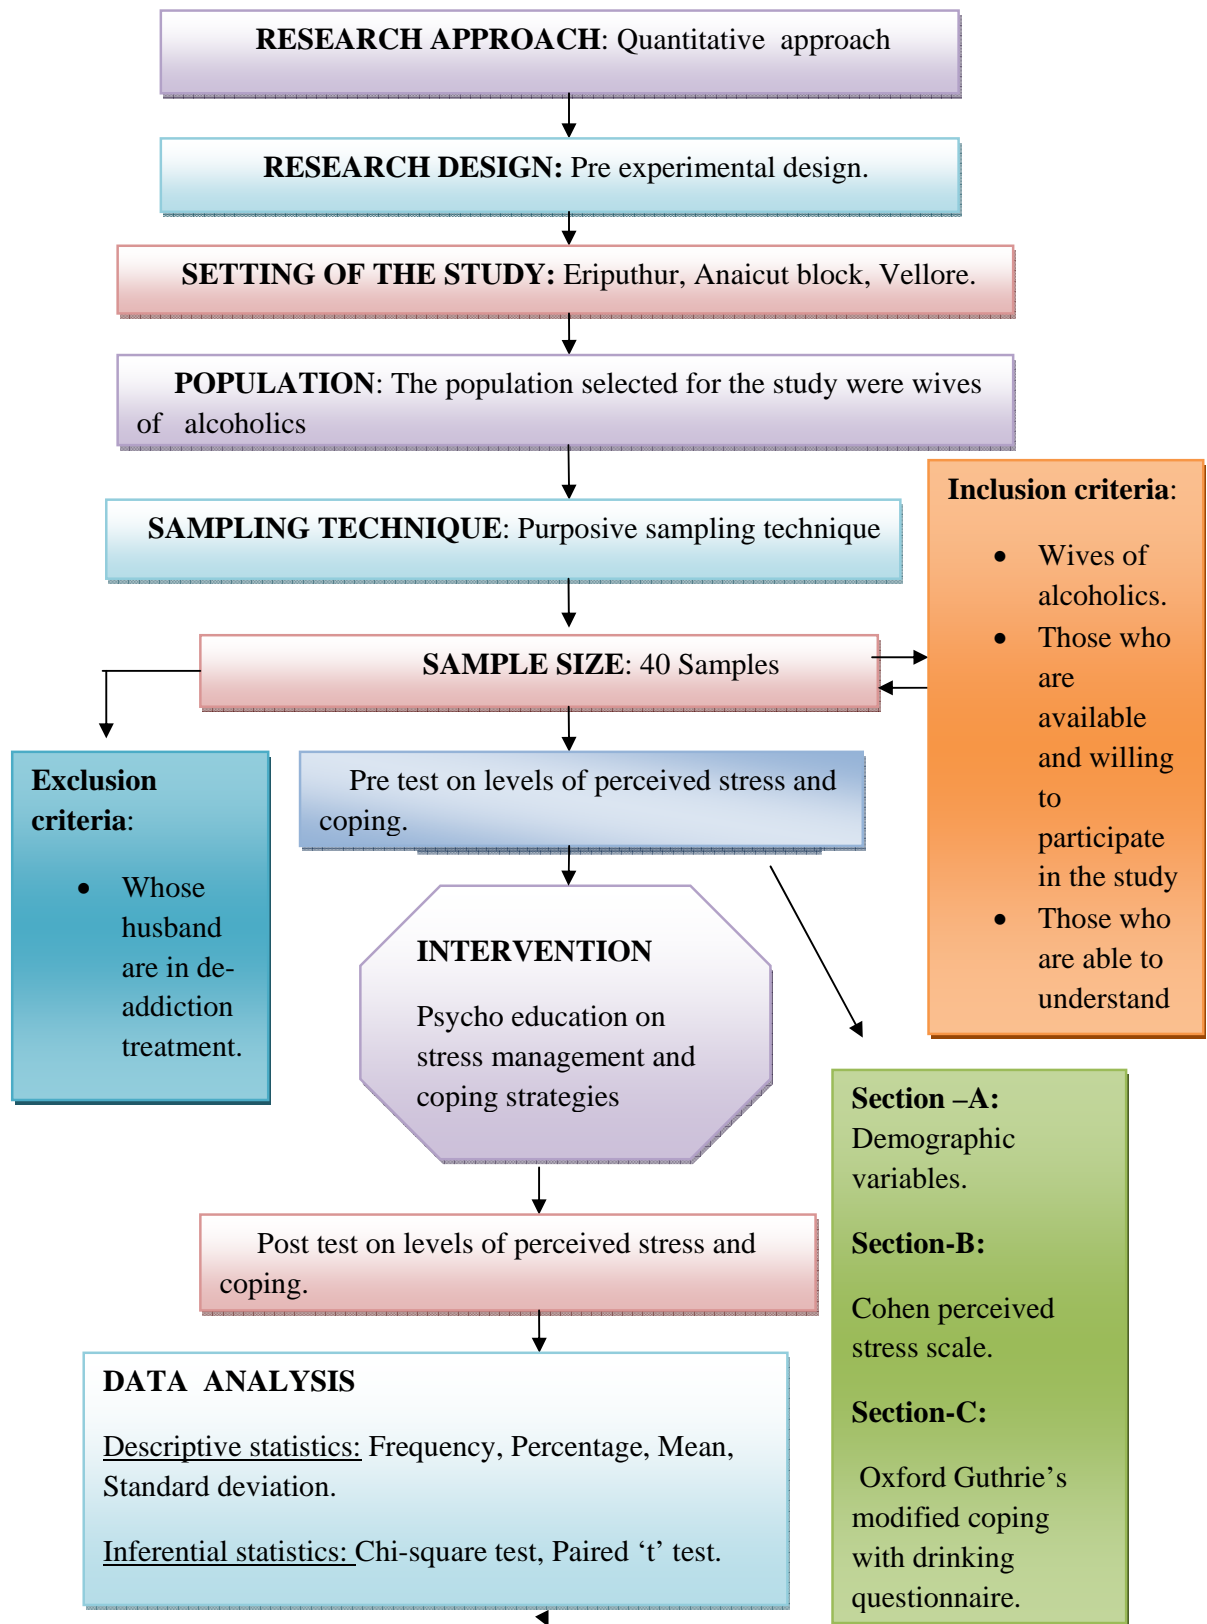 RESEARCH APPROACH: Quantitative approach
RESEARCH DESIGN: Pre experimental design.
SETTING OF THE STUDY: Eriputhur, Anaicut block, Vellore.
POPULATION: The population selected for the study were wives
of alcoholics
SAMPLING TECHNIQUE: Purposive sampling technique
SAMPLE SIZE: 40 Samples
Inclusion criteria:
• Wives of
alcoholics.
• Those who
are
available
and willing
to
participate
in the study
• Those who
are able to
understand
Exclusion
criteria:
• Whose
husband
are in de-
addiction
treatment.
Pre test on levels of perceived stress and
coping.
INTERVENTION
Psycho education on
stress management and
coping strategies
Section –A:
Demographic
variables.
Section-B:
Cohen perceived
stress scale.
Section-C:
Oxford Guthrie’s
modified coping
with drinking
questionnaire.
Post test on levels of perceived stress and
coping.
DATA ANALYSIS
Descriptive statistics: Frequency, Percentage, Mean,
Standard deviation.
Inferential statistics: Chi-square test, Paired ‘t’ test.